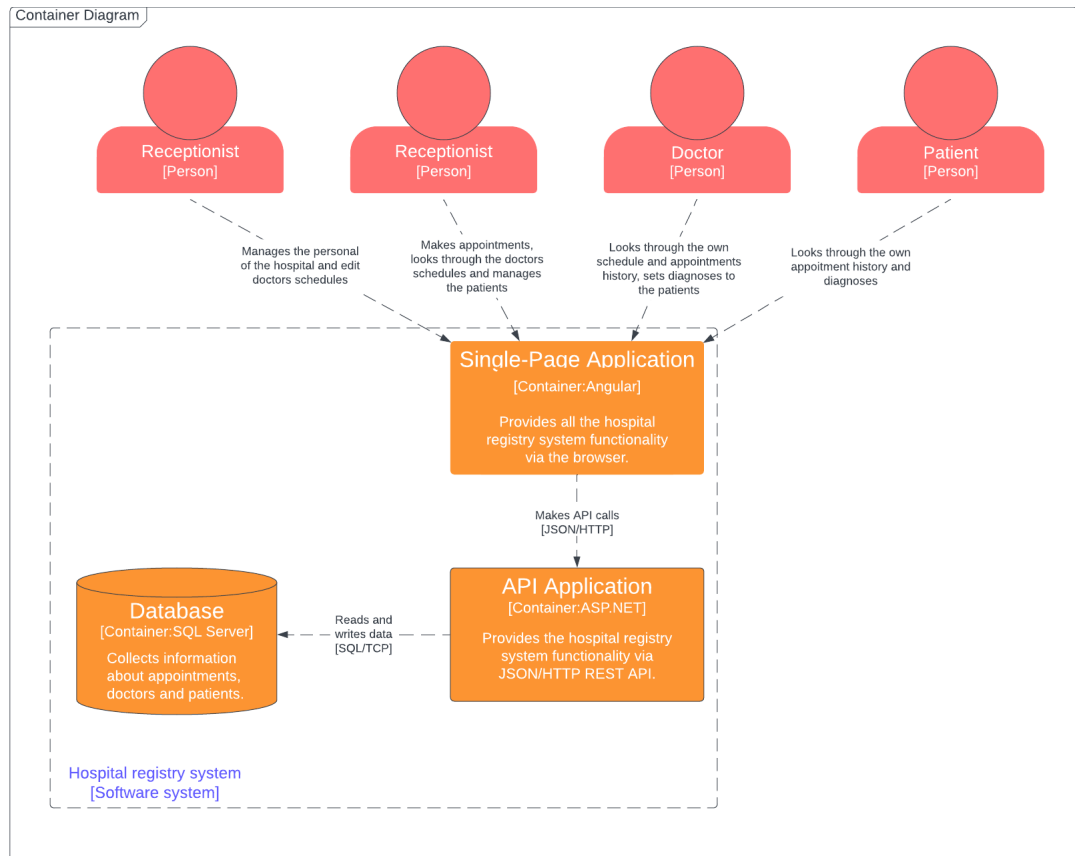 Container Diagram
Receptionist
[Person]
Receptionist
[Person]
Doctor
[Person]
Patient
[Person]
Manages the personal
of the hospital and edit
doctors schedules
Makes appointments,
looks through the doctors
schedules and manages
the patients
Looks through the own
schedule and appointments
history, sets diagnoses to
the patients
Looks through the own
appoitment history and
diagnoses
Single-Page Application
[Container:Angular]
Provides all the hospital
registry system functionality
via the browser.
Makes API calls
[JSON/HTTP]
API Application
[Container:ASP.NET]
Provides the hospital registry
system functionality via
JSON/HTTP REST API.
Reads and
writes data
[SQL/TCP]
Database
[Container:SQL Server]
Collects information
about appointments,
doctors and patients.
Hospital registry system
[Software system]